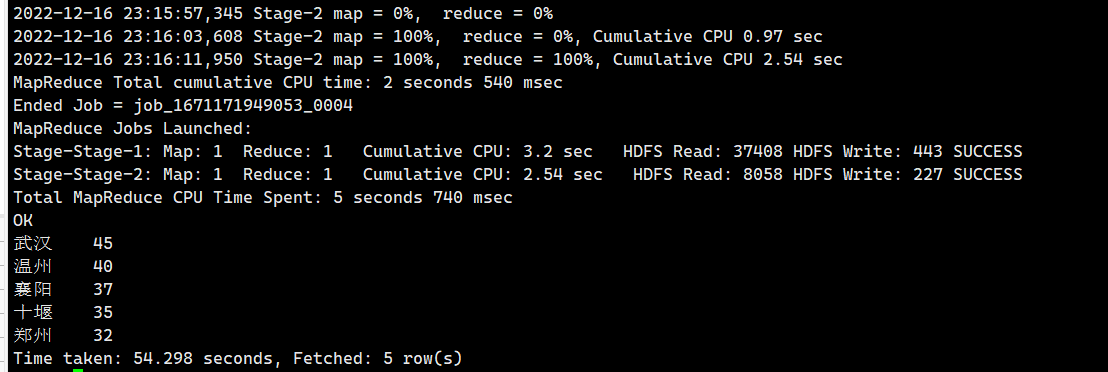 2022-12-16 23:15:57,345 Stage-2 map = 0%,  reduce = 0%
2022-12-16 23:16:03,608 Stage-2 map = 100%,  reduce = 0%, Cumulative CPU 0.97 sec
2022-12-16 23:16:11,950 Stage-2 map = 100%,  reduce = 100%, Cumulative CPU 2.54 sec
MapReduce Total cumulative CPU time: 2 seconds 540 msec
Ended Job = job_1671171949053_0004
MapReduce Jobs Launched:
Stage-Stage-1: Map: 1  Reduce: 1   Cumulative CPU: 3.2 sec   HDFS Read: 37408 HDFS Write: 443 SUCCESS
Stage-Stage-2: Map: 1  Reduce: 1   Cumulative CPU: 2.54 sec   HDFS Read: 8058 HDFS Write: 227 SUCCESS
Total MapReduce CPU Time Spent: 5 seconds 740 msec
OK
武汉    45
温州    40
襄阳    37
十堰    35
郑州    32
Time taken: 54.298 seconds, Fetched: 5 row(s)